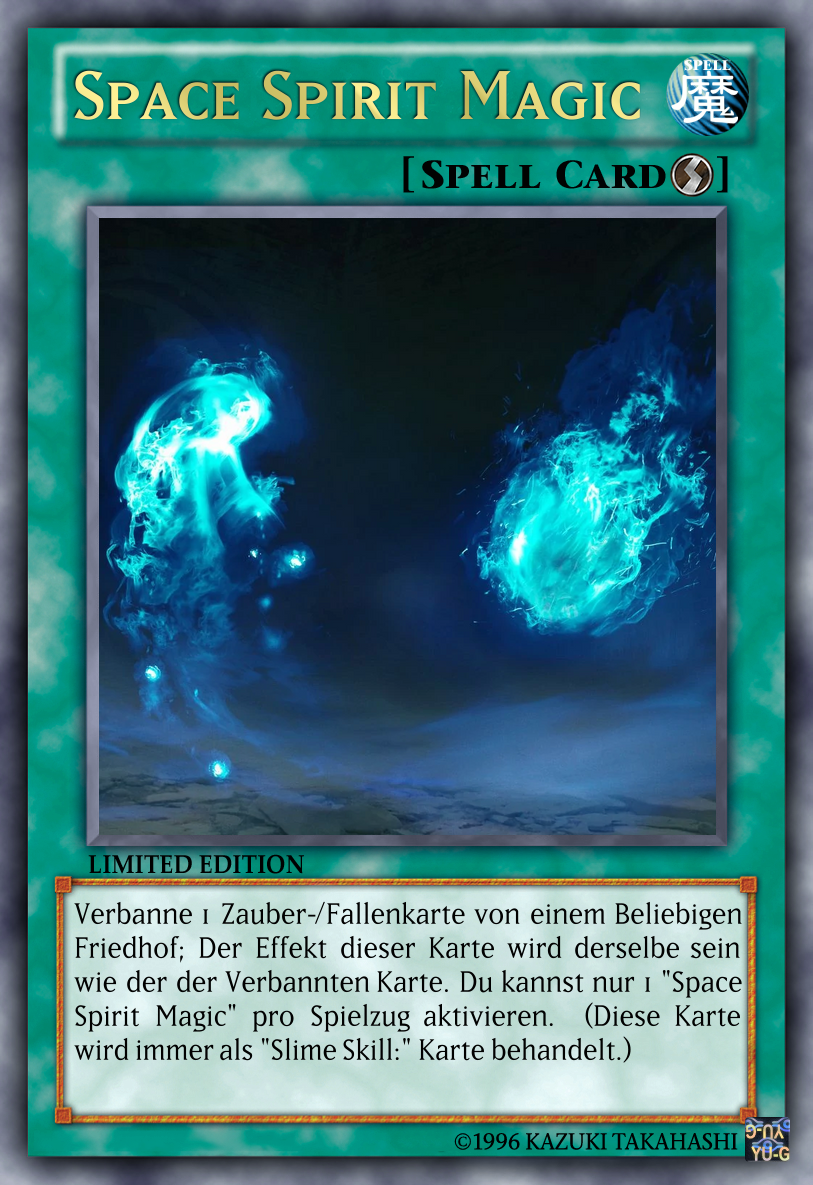 SPACE SPIRIT MAGIC
SPELL
魔
[SPELL CARD]
LIMITED EDITION
Verbanne 1 Zauber-/Fallenkarte von einem Beliebigen
Friedhof; Der Effekt dieser Karte wird derselbe sein
wie der der Verbannten Karte. Du kannst nur 1 "Space
Spirit Magic" pro Spielzug aktivieren. (Diese Karte
wird immer als "Slime Skill:" Karte behandelt.)
©1996 KAZUKI TAKAHASHI
YU-G
YU-G